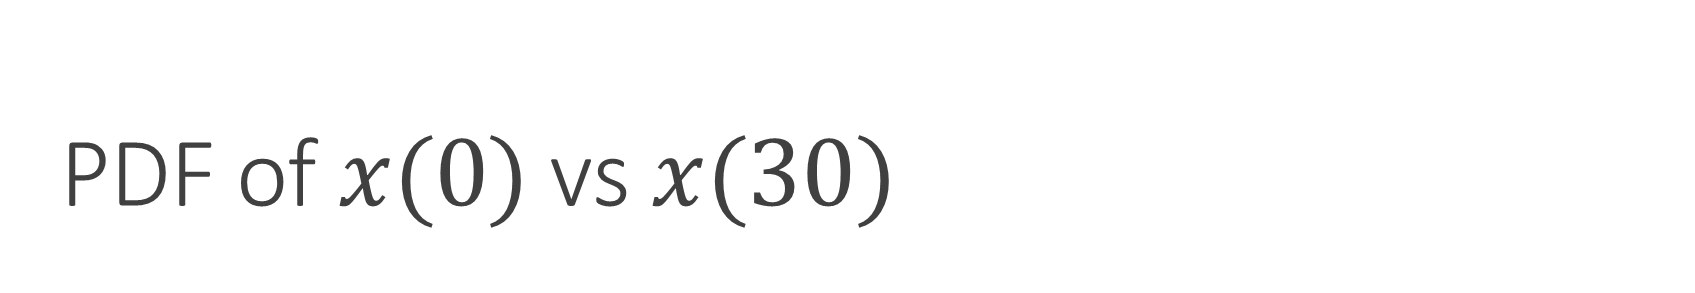 PDF of 𝑥(0) vs 𝑥(30)